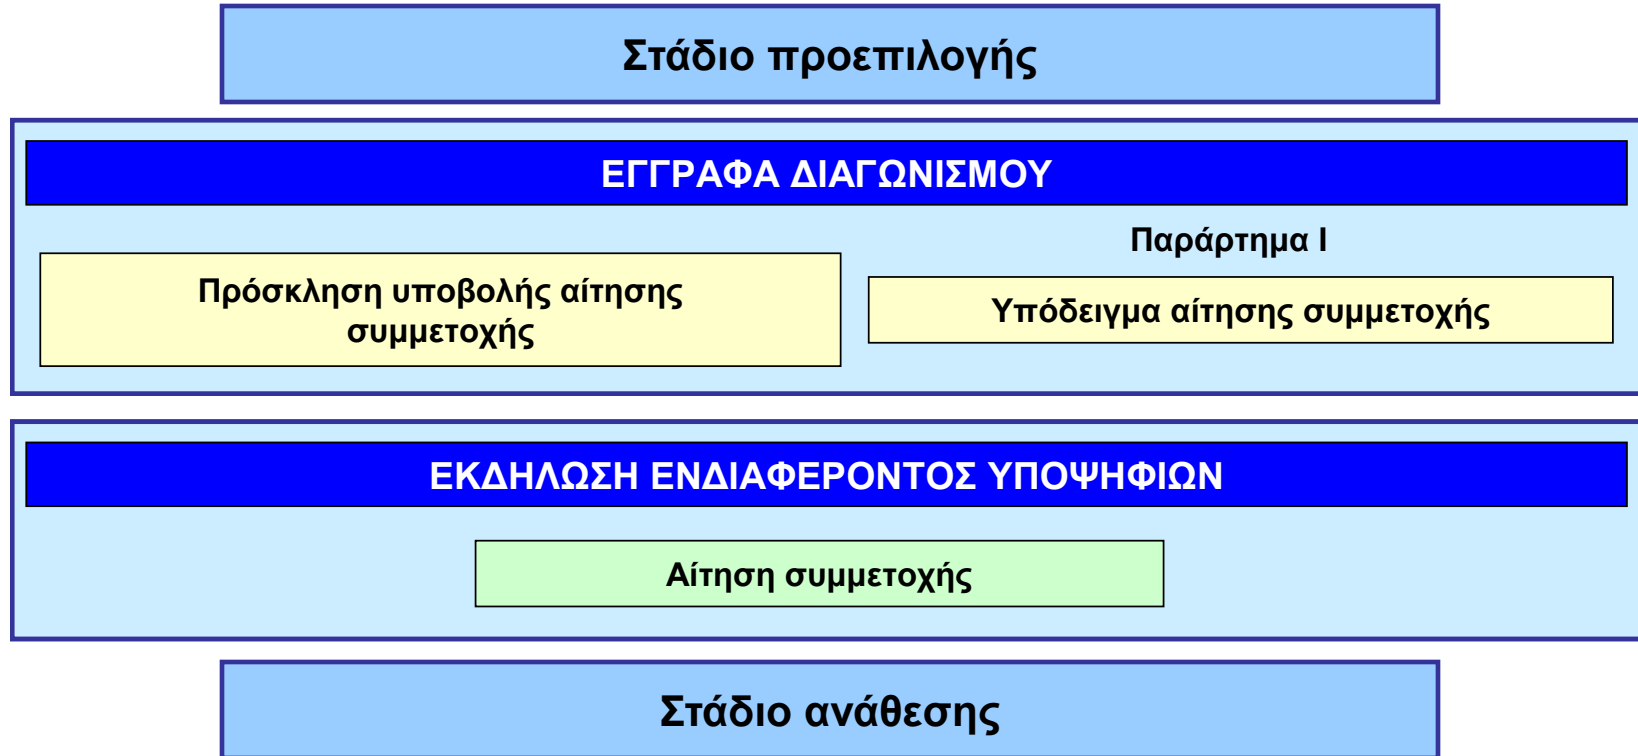 Στάδιο προεπιλογής
ΕΓΓΡΑΦΑ ΔΙΑΓΩΝΙΣΜΟΥ
Πρόσκληση υποβολής αίτησης
συμμετοχής
Παράρτημα Ι
Υπόδειγμα αίτησης συμμετοχής
ΕΚΔΗΛΩΣΗ ΕΝΔΙΑΦΕΡΟΝΤΟΣ ΥΠΟΨΗΦΙΩΝ
Αίτηση συμμετοχής
Στάδιο ανάθεσης